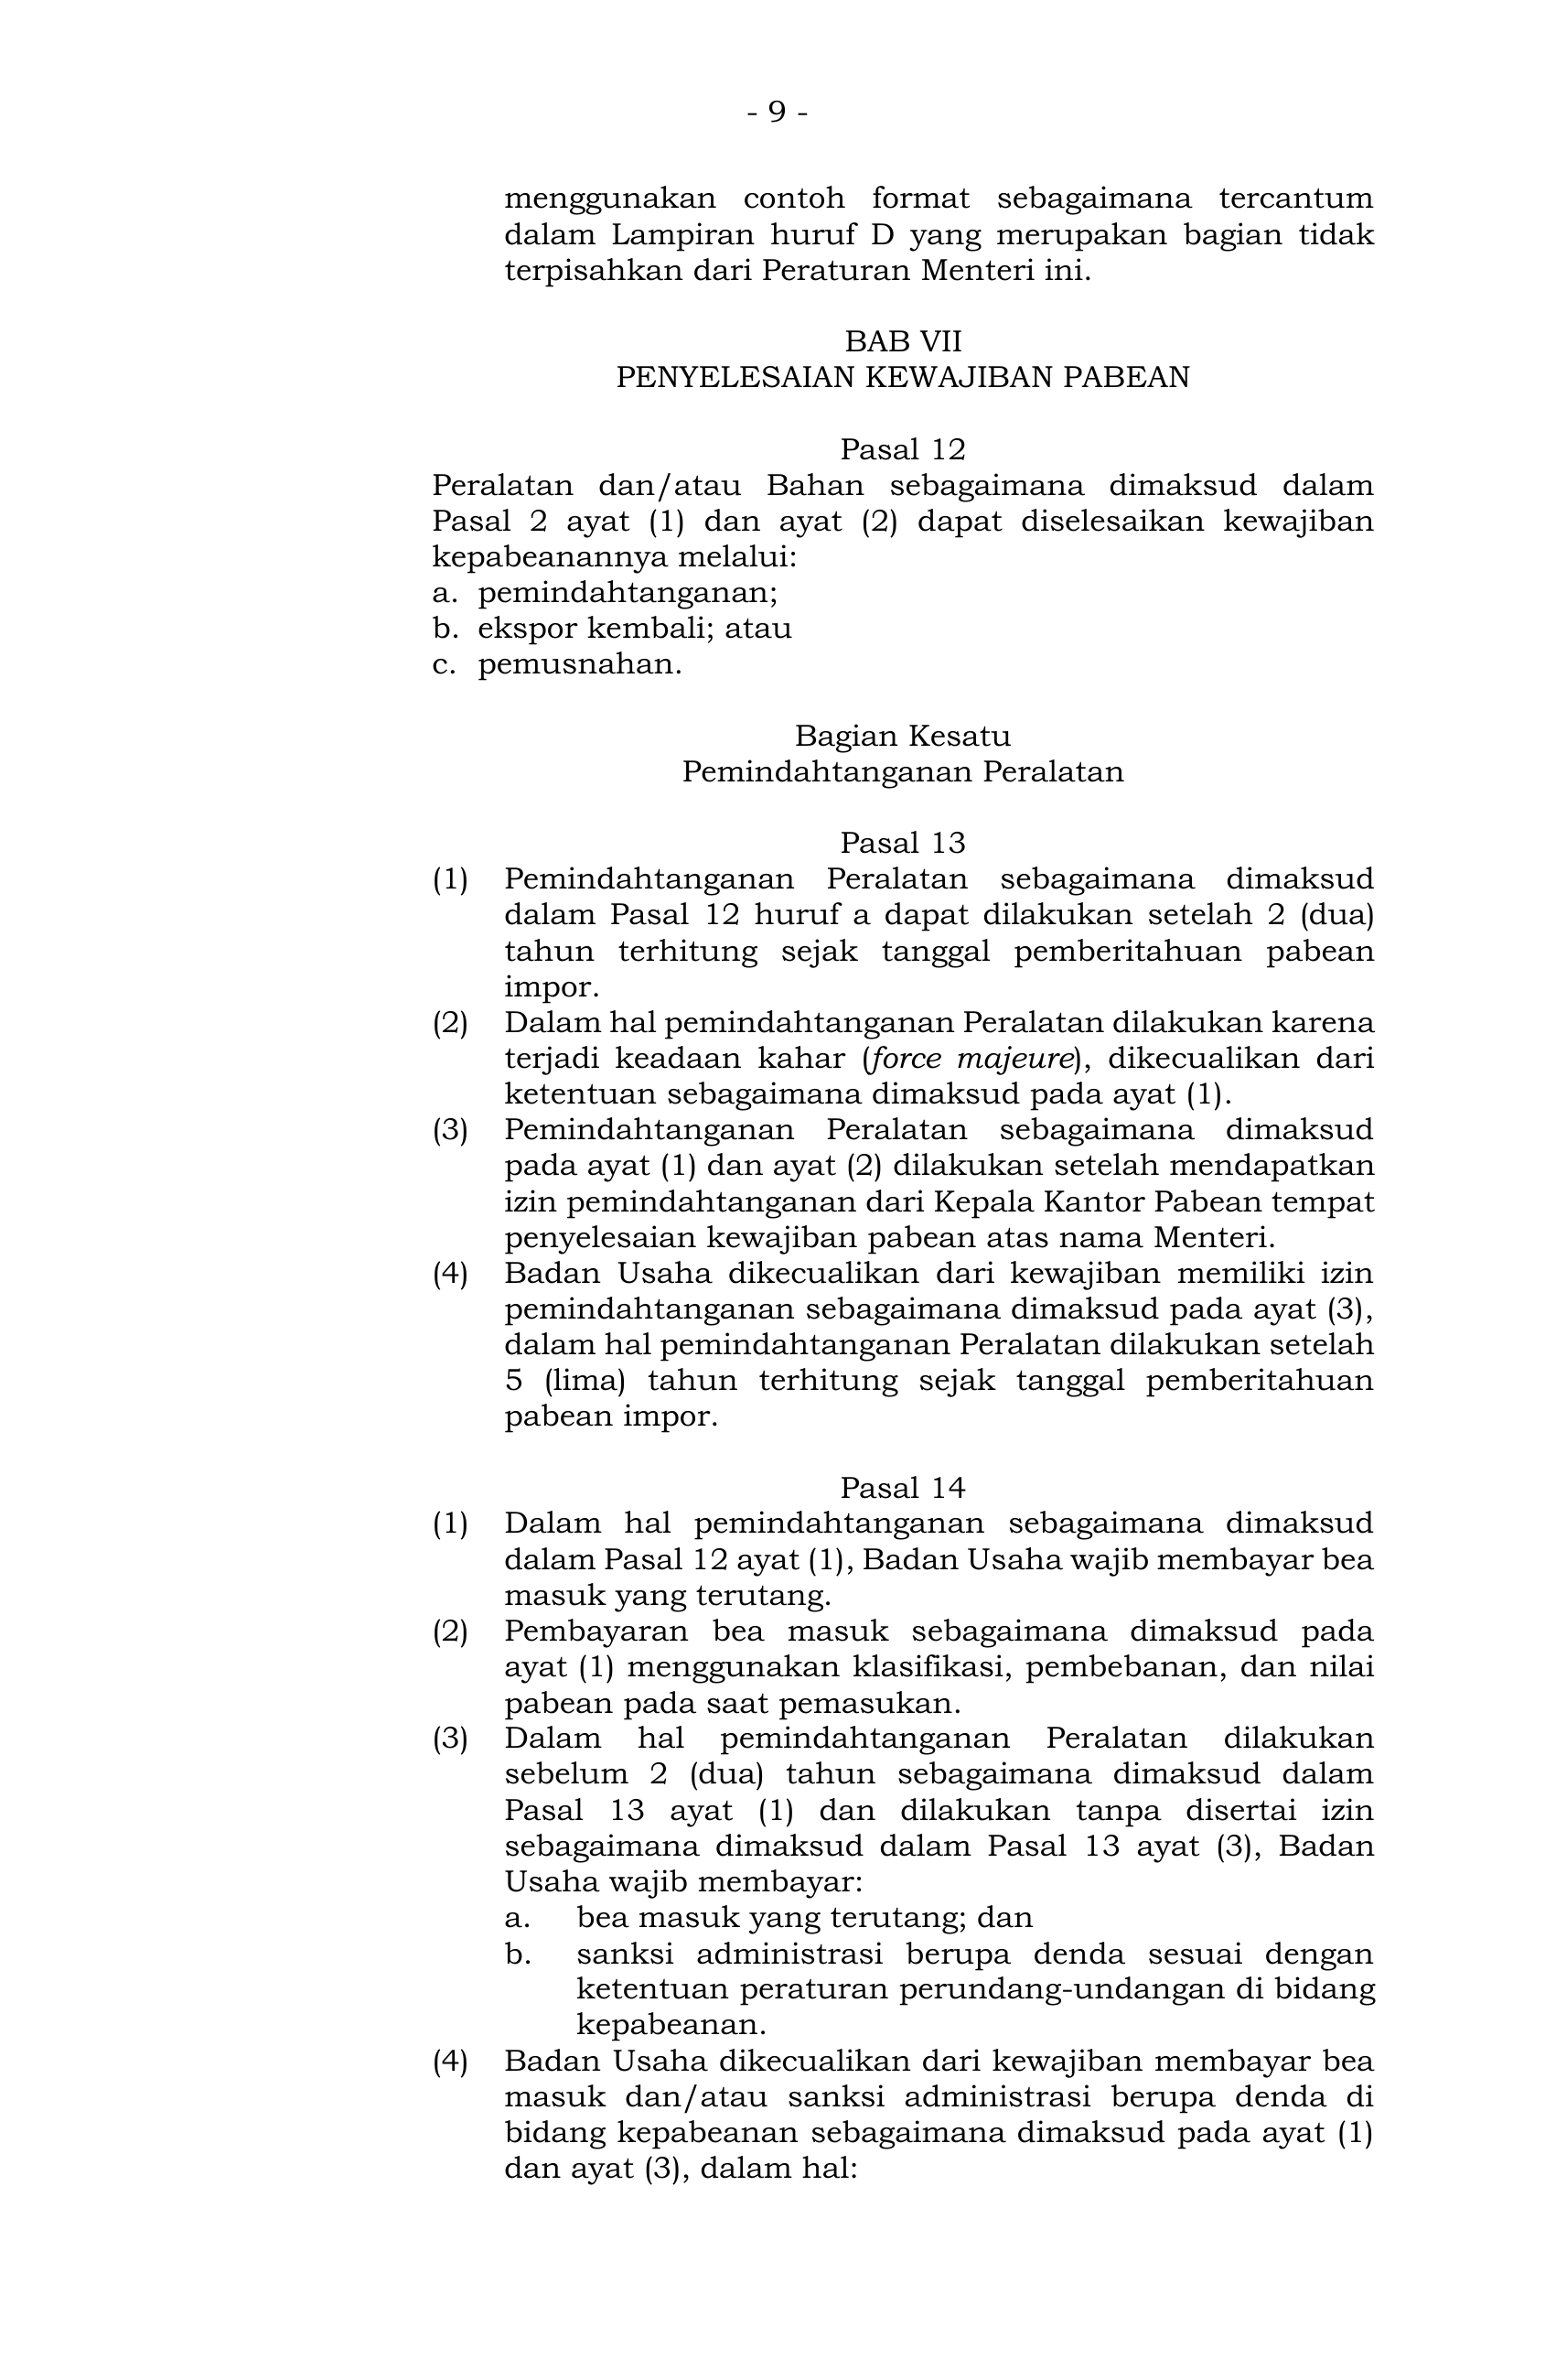 - 9 -
menggunakan contoh format sebagaimana tercantum
dalam Lampiran huruf D yang merupakan bagian tidak
terpisahkan dari Peraturan Menteri ini.
BAB VII
PENYELESAIAN KEWAJIBAN PABEAN
Pasal 12
Peralatan dan/atau Bahan sebagaimana dimaksud dalam
Pasal 2 ayat (1) dan ayat (2) dapat diselesaikan kewajiban
kepabeanannya melalui:
a. pemindahtanganan;
b. ekspor kembali; atau
c. pemusnahan.
Bagian Kesatu
Pemindahtanganan Peralatan
Pasal 13
(1) Pemindahtanganan Peralatan sebagaimana dimaksud
dalam Pasal 12 huruf a dapat dilakukan setelah 2 (dua)
tahun terhitung sejak tanggal pemberitahuan pabean
impor.
(2) Dalam hal pemindahtanganan Peralatan dilakukan karena
terjadi keadaan kahar (force majeure), dikecualikan dari
ketentuan sebagaimana dimaksud pada ayat (1).
(3) Pemindahtanganan Peralatan sebagaimana dimaksud
pada ayat (1) dan ayat (2) dilakukan setelah mendapatkan
izin pemindahtanganan dari Kepala Kantor Pabean tempat
penyelesaian kewajiban pabean atas nama Menteri.
(4) Badan Usaha dikecualikan dari kewajiban memiliki izin
pemindahtanganan sebagaimana dimaksud pada ayat (3),
dalam hal pemindahtanganan Peralatan dilakukan setelah
5 (lima) tahun terhitung sejak tanggal pemberitahuan
pabean impor.
Pasal 14
(1) Dalam hal pemindahtanganan sebagaimana dimaksud
dalam Pasal 12 ayat (1), Badan Usaha wajib membayar bea
masuk yang terutang.
(2) Pembayaran bea masuk sebagaimana dimaksud pada
ayat (1) menggunakan klasifikasi, pembebanan, dan nilai
pabean pada saat pemasukan.
(3) Dalam hal pemindahtanganan Peralatan dilakukan
sebelum 2 (dua) tahun sebagaimana dimaksud dalam
Pasal 13 ayat (1) dan dilakukan tanpa disertai izin
sebagaimana dimaksud dalam Pasal 13 ayat (3), Badan
Usaha wajib membayar:
a. bea masuk yang terutang; dan
b. sanksi administrasi berupa denda sesuai dengan
ketentuan peraturan perundang-undangan di bidang
kepabeanan.
(4) Badan Usaha dikecualikan dari kewajiban membayar bea
masuk dan/atau sanksi administrasi berupa denda di
bidang kepabeanan sebagaimana dimaksud pada ayat (1)
dan ayat (3), dalam hal: